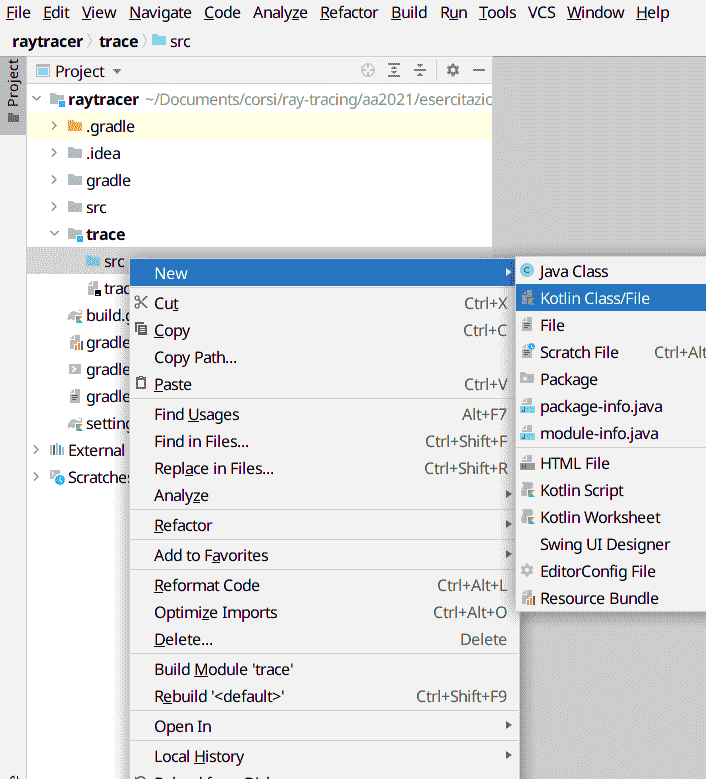 File Edit View Navigate Code Analyze Refactor Build Run Tools VCS Window Help
raytracer trace src
Project
Project
raytracer ~/Documents/corsi/ray-tracing/aa2021/esercitazio
.gradle
.idea
gradle
src
trace
src
trac
build.g
gradle
gradle
gradle
setting
External
Scratches
New
Cut Ctrl+X
Copy Ctrl+C
Copy Path...
Paste Ctrl+V
Find Usages Alt+F7
Find in Files... Ctrl+Shift+F
Replace in Files... Ctrl+Shift+R
Analyze
Refactor
Add to Favorites
Reformat Code Ctrl+Alt+L
Optimize Imports Ctrl+Alt+O
Delete... Delete
Build Module 'trace'
Rebuild '<default>' Ctrl+Shift+F9
Open In
Local History
Java Class
Kotlin Class/File
File
Scratch File Ctrl+Alt
Package
package-info.java
module-info.java
HTML File
Kotlin Script
Kotlin Worksheet
Swing UI Designer
EditorConfig File
Resource Bundle